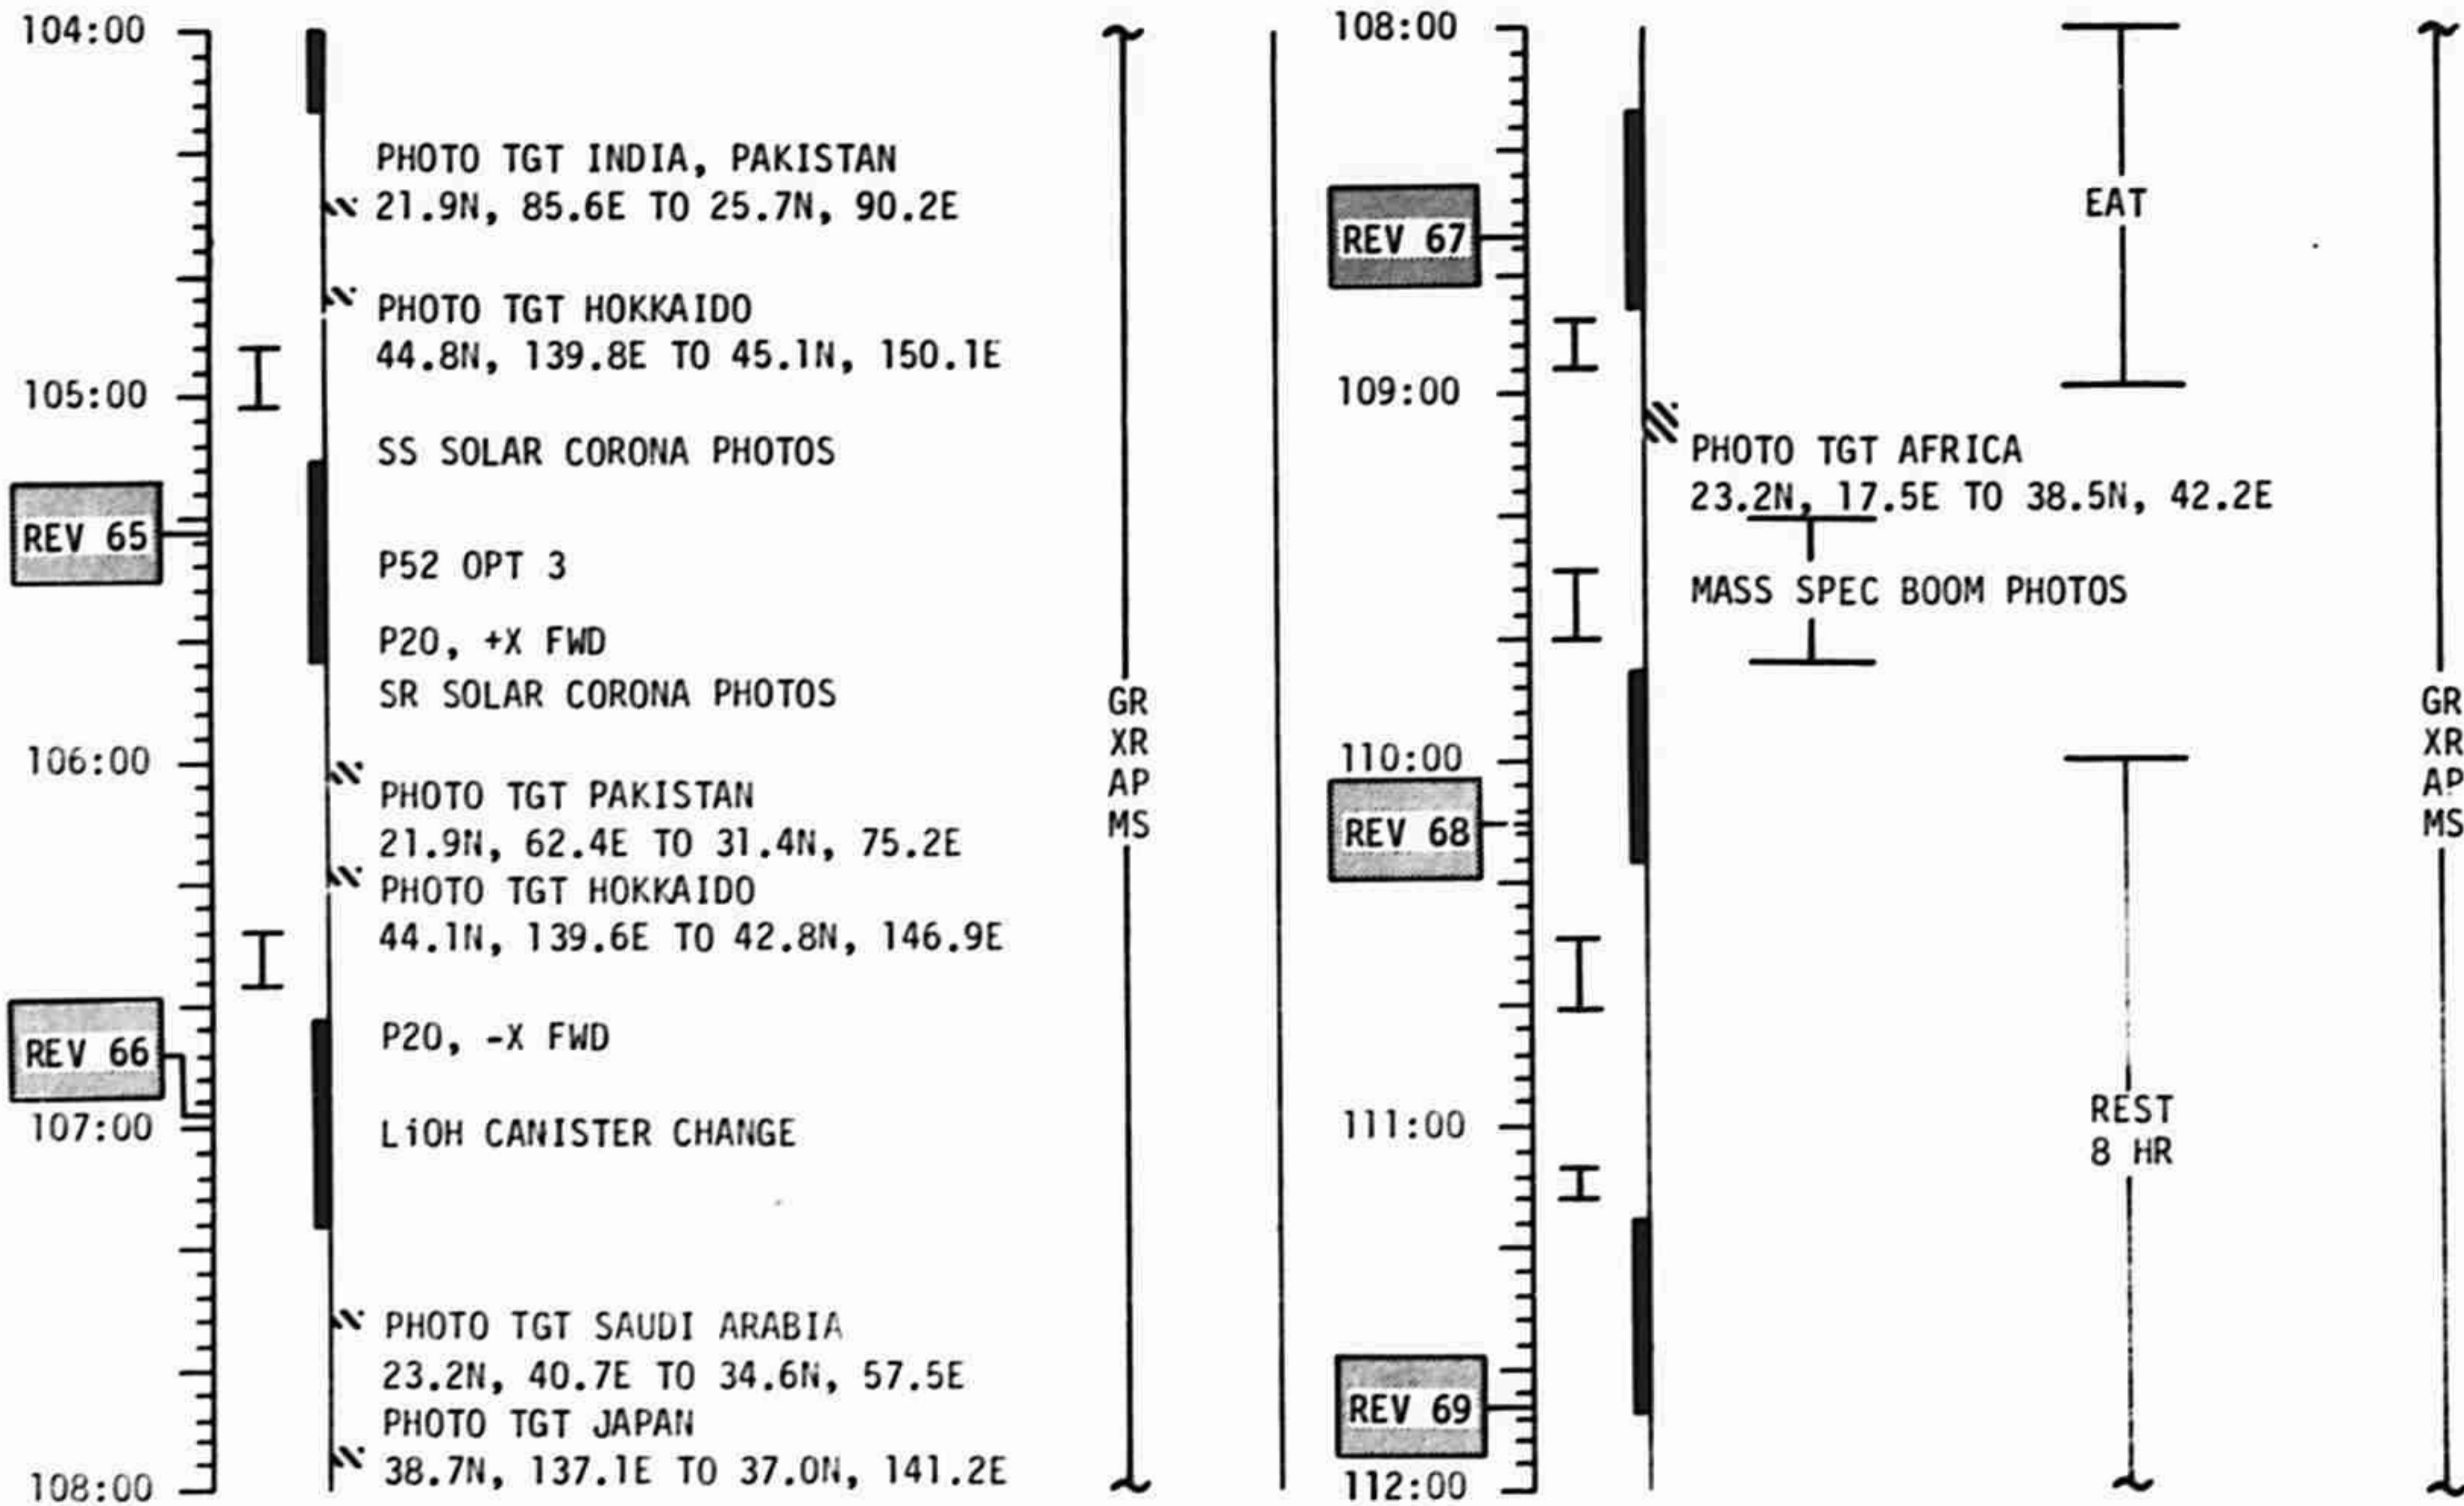 104:00
PHOTO TGT INDIA, PAKISTAN
21.9N, 85.6E TO 25.7N, 90.2E
PHOTO TGT HOKKAIDO
44.8N, 139.8E TO 45.1N, 150.1E
105:00
SS SOLAR CORONA PHOTOS
REV 65
P52 OPT 3
P20, +X FWD
SR SOLAR CORONA PHOTOS
106:00
PHOTO TGT PAKISTAN
21.9N, 62.4E TO 31.4N, 75.2E
PHOTO TGT HOKKAIDO
44.1N, 139.6E TO 42.8N, 146.9E
P20, -X FWD
REV 66
107:00
LiOH CANISTER CHANGE
PHOTO TGT SAUDI ARABIA
23.2N, 40.7E TO 34.6N, 57.5E
PHOTO TGT JAPAN
38.7N, 137.1E TO 37.0N, 141.2E
108:00
GR
XR
AP
MS
108:00
EAT
REV 67
109:00
PHOTO TGT AFRICA
23.2N, 17.5E TO 38.5N, 42.2E
MASS SPEC BOOM PHOTOS
110:00
REV 68
111:00
REST
8 HR
REV 69
112:00
GR
XR
AP
MS